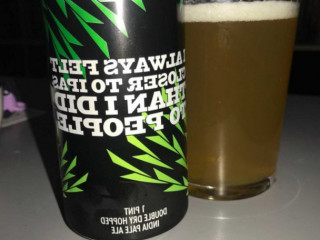 I ALWAYS FELT
CLOSER TO IPAS
THAN I DID
TO PEOPLE
1 PINT
DOUBLE DRY HOPPED
INDIA PALE ALE